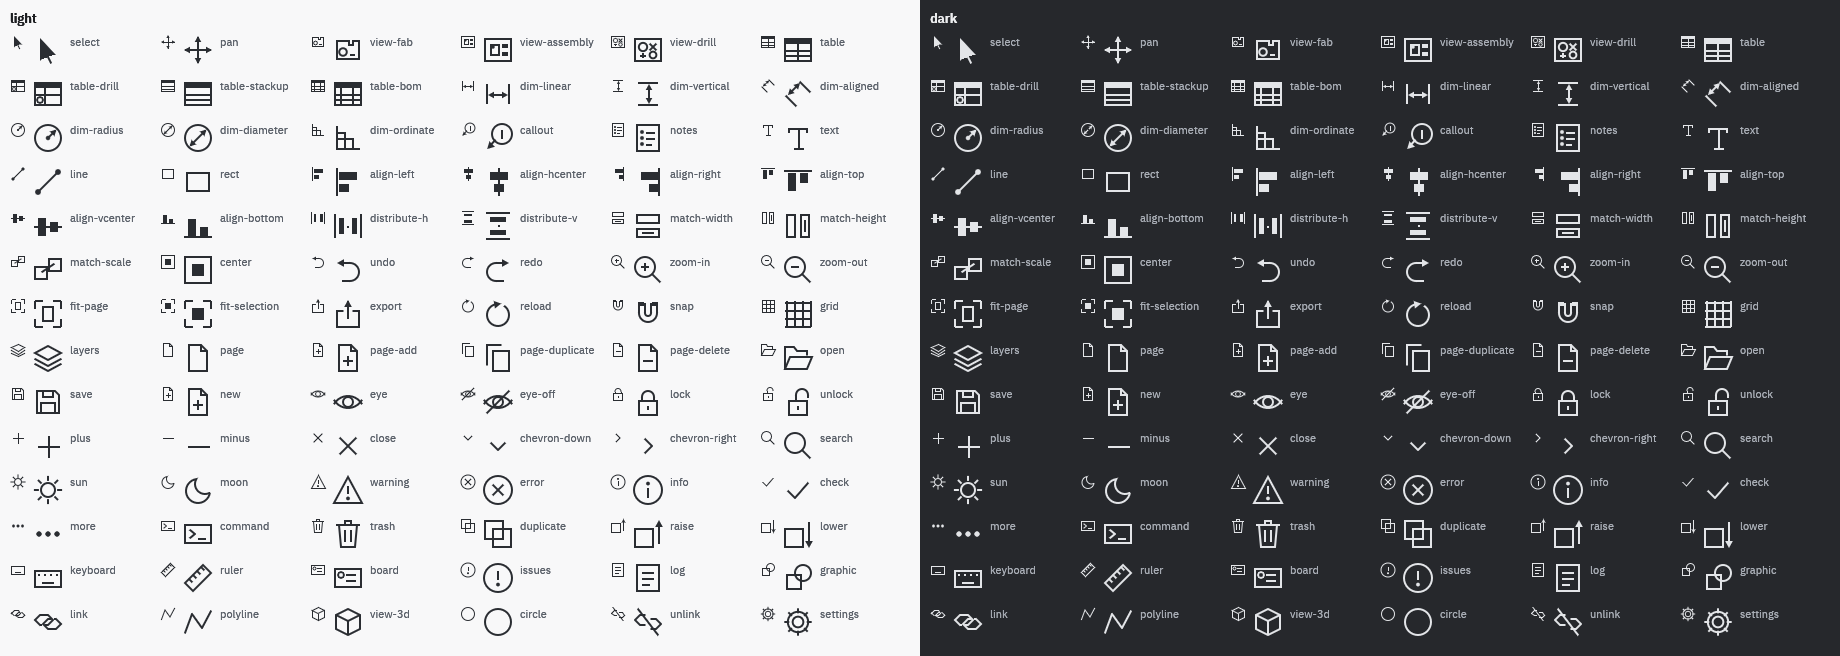 light
select pan view-fab view-assembly view-drill table
table-drill table-stackup table-bom dim-linear dim-vertical dim-aligned
dim-radius dim-diameter dim-ordinate callout notes text
line rect align-left align-hcenter align-right align-top
align-vcenter align-bottom distribute-h distribute-v match-width match-height
match-scale center undo redo zoom-in zoom-out
fit-page fit-selection export reload snap grid
layers page page-add page-duplicate page-delete open
save new eye eye-off lock unlock
plus minus close chevron-down chevron-right search
sun moon warning error info check
more command trash duplicate raise lower
keyboard ruler board issues log graphic
link polyline view-3d circle unlink settings
dark
select pan view-fab view-assembly view-drill table
table-drill table-stackup table-bom dim-linear dim-vertical dim-aligned
dim-radius dim-diameter dim-ordinate callout notes text
line rect align-left align-hcenter align-right align-top
align-vcenter align-bottom distribute-h distribute-v match-width match-height
match-scale center undo redo zoom-in zoom-out
fit-page fit-selection export reload snap grid
layers page page-add page-duplicate page-delete open
save new eye eye-off lock unlock
plus minus close chevron-down chevron-right search
sun moon warning error info check
more command trash duplicate raise lower
keyboard ruler board issues log graphic
link polyline view-3d circle unlink settings